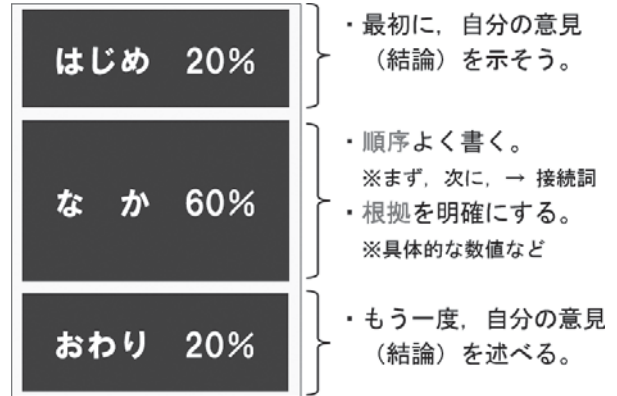 はじめ 20%
・最初に，自分の意見
（結論）を示そう。
な か 60%
・順序よく書く。
※まず，次に，→ 接続詞
・根拠を明確にする。
※具体的な数値など
おわり 20%
・もう一度，自分の意見
（結論）を述べる。